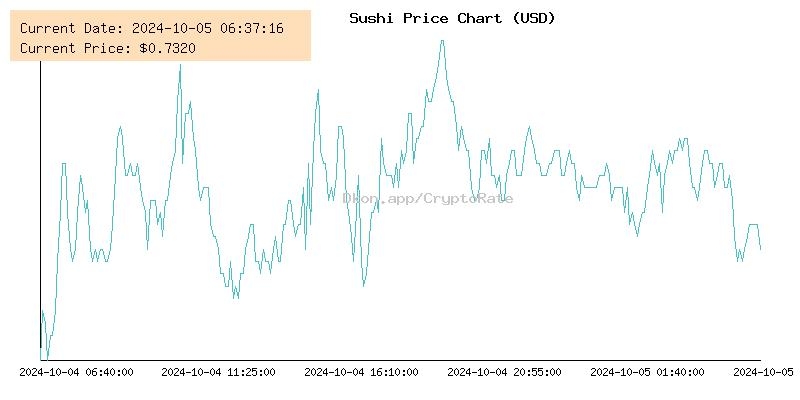 Sushi Price Chart (USD)
Current Date: 2024-10-05 06:37:16
Current Price: $0.7320
Dkon.app/CryptoRate
2024-10-04 06:40:00 2024-10-04 11:25:00 2024-10-04 16:10:00 2024-10-04 20:55:00 2024-10-05 01:40:00 2024-10-05